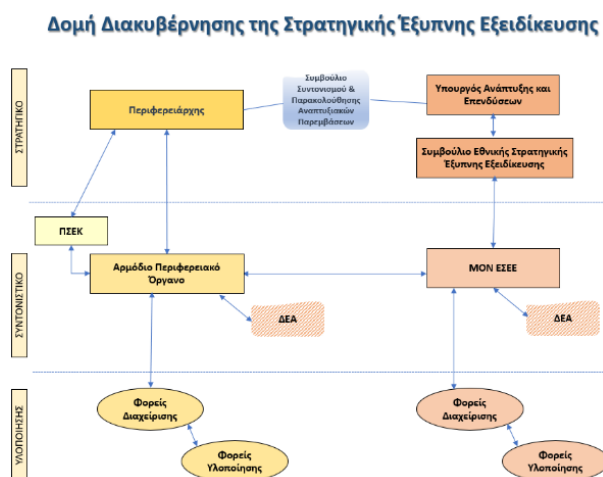 Δομή Διακυβέρνησης της Στρατηγικής Έξυπνης Εξειδίκευσης
ΣΤΡΑΤΗΓΙΚΟ
Περιφερειάρχης
Συμβούλιο
Συντονισμού &
Παρακολούθησης
Αναπτυξιακών
Παρεμβάσεων
Υπουργός Ανάπτυξης και
Επενδύσεων
Συμβούλιο Εθνικής Στρατηγικής
Έξυπνης Εξειδίκευσης
ΣΥΝΤΟΝΙΣΤΙΚΟ
ΠΣΕΚ
Αρμόδιο Περιφερειακό
Όργανο
ΜΟΝ ΕΣΕΕ
ΔΕΑ
ΔΕΑ
ΥΛΟΠΟΙΗΣΗΣ
Φορείς
Διαχείρισης
Φορείς
Διαχείρισης
Φορείς
Υλοποίησης
Φορείς
Υλοποίησης